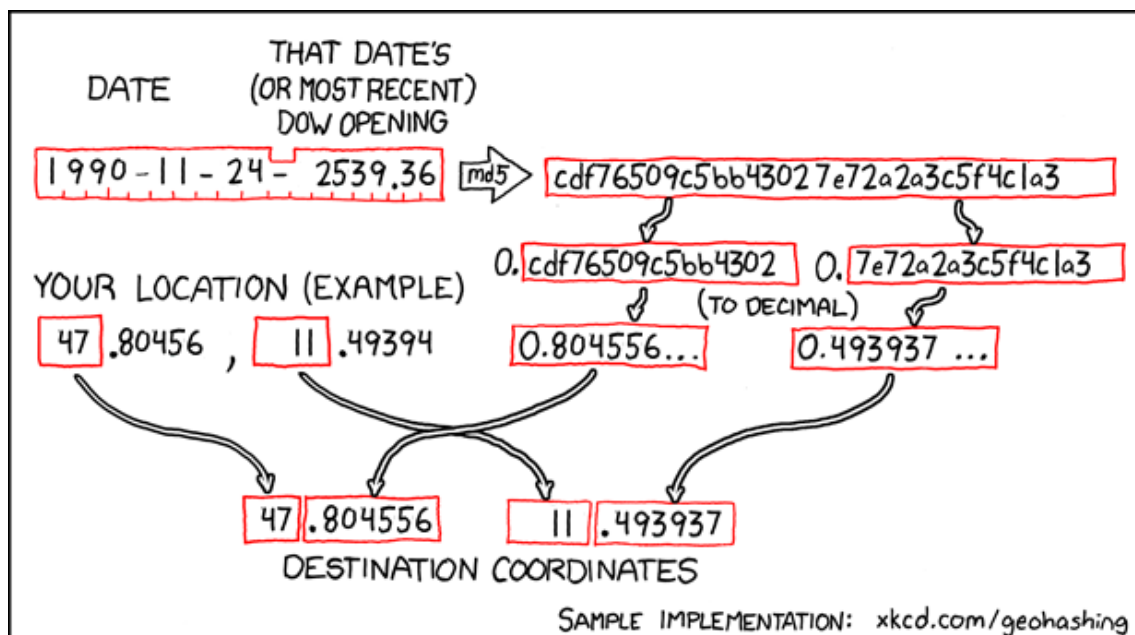 DATE
THAT DATE'S
(OR MOST RECENT)
DOW OPENING
1990-11-24- 2539.36
md5
cdf76509c5bb43027e72a2a3c5f4c1a3
0.cdf76509c5bb4302
0.7e72a2a3c5f4c1a3
YOUR LOCATION (EXAMPLE)
(TO DECIMAL)
47.80456, 11.49394
0.804556...
0.493937 ...
47.804556
11.493937
DESTINATION COORDINATES
SAMPLE IMPLEMENTATION: xkcd.com/geohashing